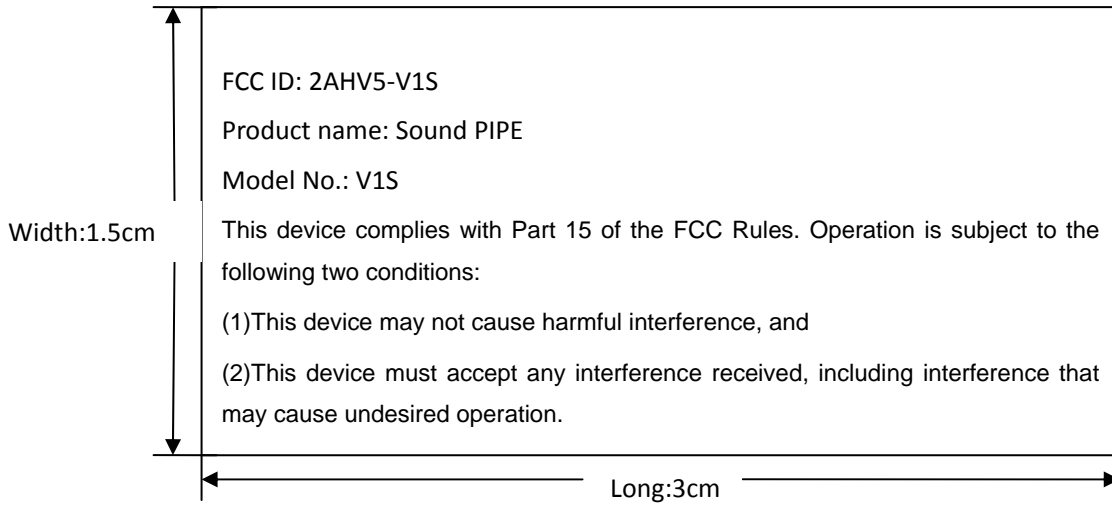 FCC ID: 2AHV5-V1S
Product name: Sound PIPE
Model No.: V1S
Width:1.5cm
This device complies with Part 15 of the FCC Rules. Operation is subject to the
following two conditions:
(1)This device may not cause harmful interference, and
(2)This device must accept any interference received, including interference that
may cause undesired operation.
Long:3cm